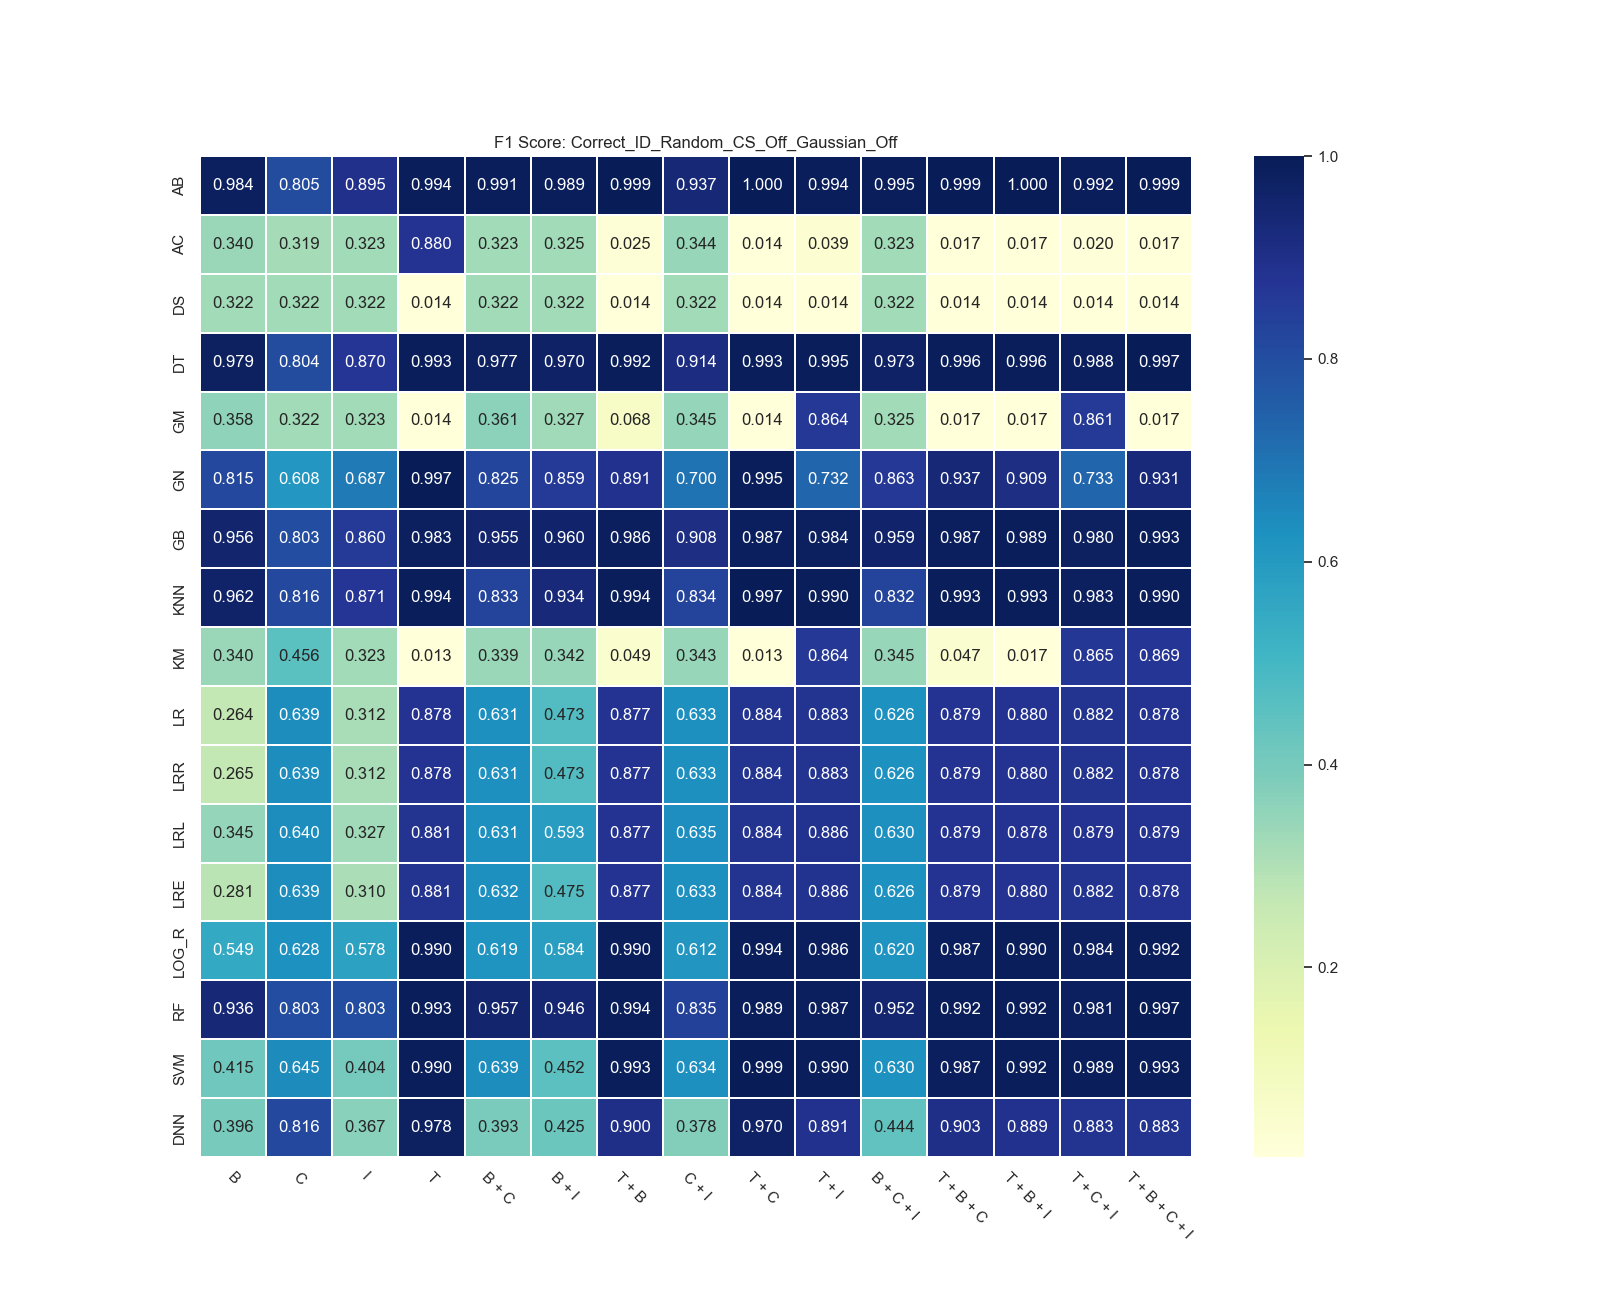 F1 Score: Correct_ID_Random_CS_Off_Gaussian_Off
AB 0.984 0.805 0.895 0.994 0.991 0.989 0.999 0.937 1.000 0.994 0.995 0.999 1.000 0.992 0.999
AC 0.340 0.319 0.323 0.880 0.323 0.325 0.025 0.344 0.014 0.039 0.323 0.017 0.017 0.020 0.017
DS 0.322 0.322 0.322 0.014 0.322 0.322 0.014 0.322 0.014 0.014 0.322 0.014 0.014 0.014 0.014
DT 0.979 0.804 0.870 0.993 0.977 0.970 0.992 0.914 0.993 0.995 0.973 0.996 0.996 0.988 0.997
GM 0.358 0.322 0.323 0.014 0.361 0.327 0.068 0.345 0.014 0.864 0.325 0.017 0.017 0.861 0.017
GN 0.815 0.608 0.687 0.997 0.825 0.859 0.891 0.700 0.995 0.732 0.863 0.937 0.909 0.733 0.931
GB 0.956 0.803 0.860 0.983 0.955 0.960 0.986 0.908 0.987 0.984 0.959 0.987 0.989 0.980 0.993
KNN 0.962 0.816 0.871 0.994 0.833 0.934 0.994 0.834 0.997 0.990 0.832 0.993 0.993 0.983 0.990
KM 0.340 0.456 0.323 0.013 0.339 0.342 0.049 0.343 0.013 0.864 0.345 0.047 0.017 0.865 0.869
LR 0.264 0.639 0.312 0.878 0.631 0.473 0.877 0.633 0.884 0.883 0.626 0.879 0.880 0.882 0.878
LRR 0.265 0.639 0.312 0.878 0.631 0.473 0.877 0.633 0.884 0.883 0.626 0.879 0.880 0.882 0.878
LRL 0.345 0.640 0.327 0.881 0.631 0.593 0.877 0.635 0.884 0.886 0.630 0.879 0.878 0.879 0.879
LRE 0.281 0.639 0.310 0.881 0.632 0.475 0.877 0.633 0.884 0.886 0.626 0.879 0.880 0.882 0.878
LOG_R 0.549 0.628 0.578 0.990 0.619 0.584 0.990 0.612 0.994 0.986 0.620 0.987 0.990 0.984 0.992
RF 0.936 0.803 0.803 0.993 0.957 0.946 0.994 0.835 0.989 0.987 0.952 0.992 0.992 0.981 0.997
SVM 0.415 0.645 0.404 0.990 0.639 0.452 0.993 0.634 0.999 0.990 0.630 0.987 0.992 0.989 0.993
DNN 0.396 0.816 0.367 0.978 0.393 0.425 0.900 0.378 0.970 0.891 0.444 0.903 0.889 0.883 0.883
B
C
I
T
B + C
B + I
T + B
C + I
T + C
T + I
B + C + I
T + B + C
T + B + I
T + C + I
T + B + C + I
1.0
0.8
0.6
0.4
0.2